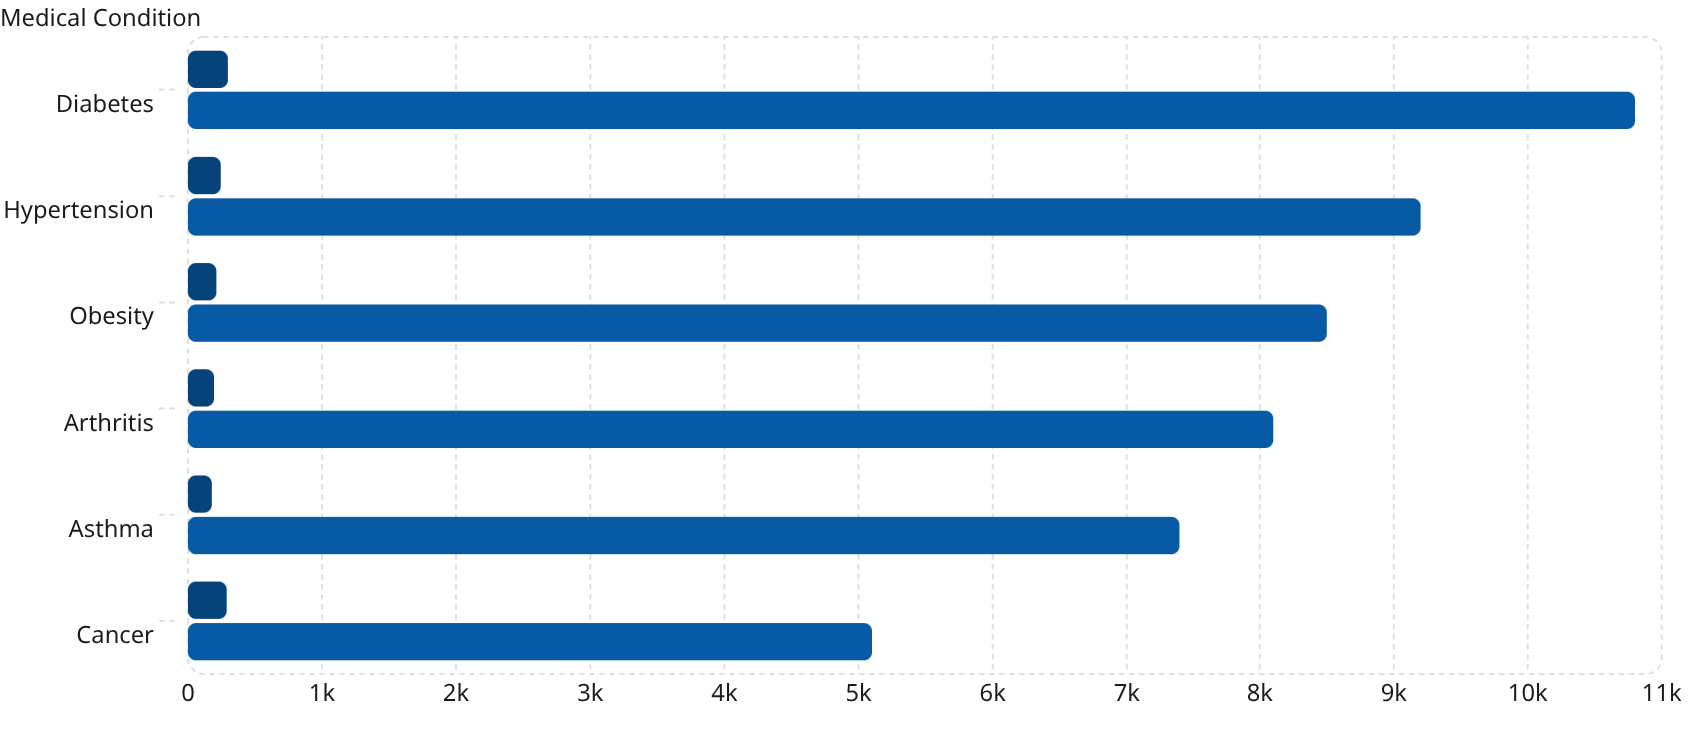 Medical Condition
Diabetes
Hypertension
Obesity
Arthritis
Asthma
Cancer
0 1k 2k 3k 4k 5k 6k 7k 8k 9k 10k 11k